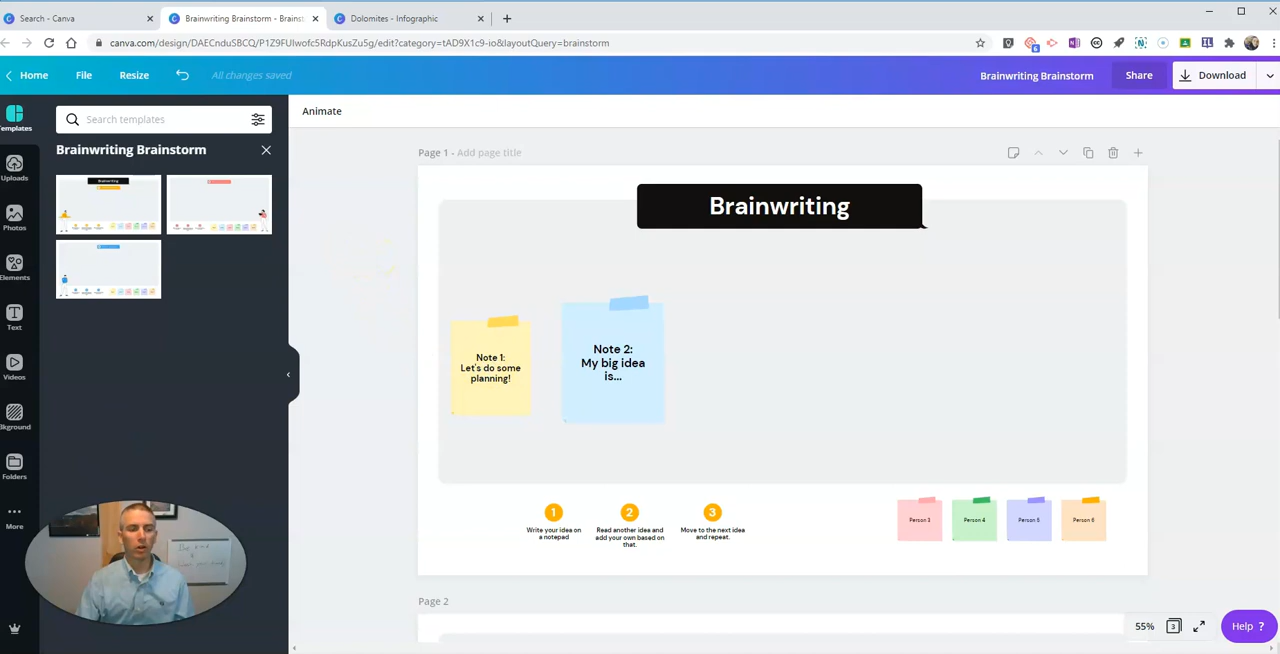 Search - Canva
Brainwriting Brainstorm - Brainst
Dolomites - Infographic
canva.com/design/DAECnduSBCQ/P1Z9FUIwofc5RdpKusZu5g/edit?category=tAD9X1c9-io&layoutQuery=brainstorm
6
Home
File
Resize
All changes saved
Brainwriting Brainstorm
Share
Download
Templates
Uploads
Photos
Elements
Text
Videos
Bkground
Folders
More
Search templates
Brainwriting Brainstorm
Brainwriting
Animate
Page 1 - Add page title
Brainwriting
Note 1:
Let's do some
planning!
Note 2:
My big idea
is...
1
Write your idea on
a notepad
2
Read another idea and
add your own based on
that.
3
Move to the next idea
and repeat.
Person 3
Person 4
Person 5
Person 6
Page 2
55%
3
Help ?